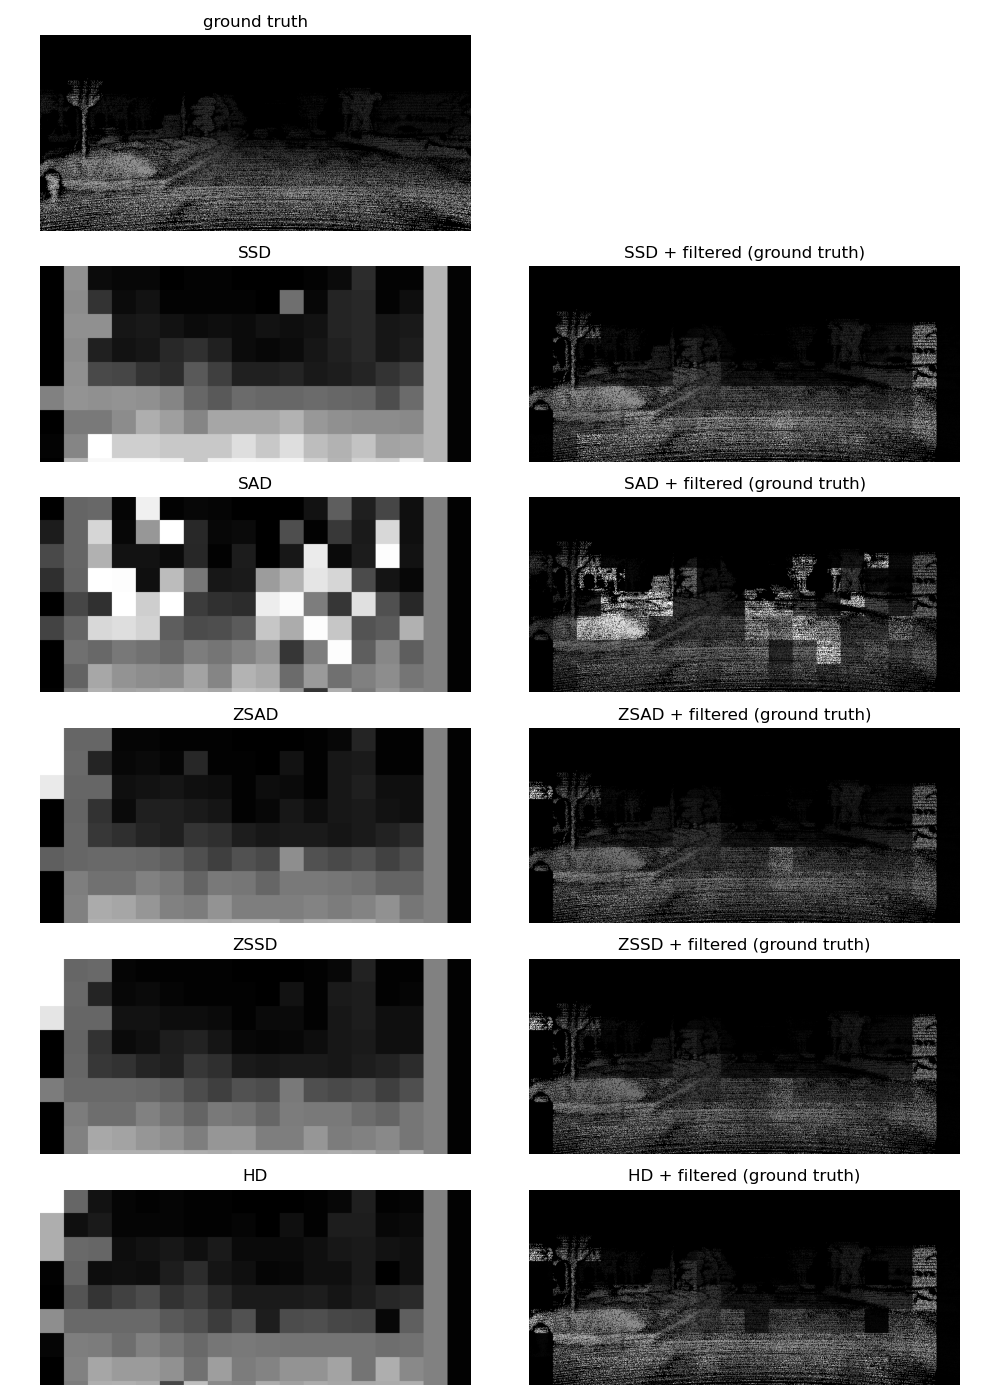 ground truth
SSD
SSD + filtered (ground truth)
SAD
SAD + filtered (ground truth)
ZSAD
ZSAD + filtered (ground truth)
ZSSD
ZSSD + filtered (ground truth)
HD
HD + filtered (ground truth)